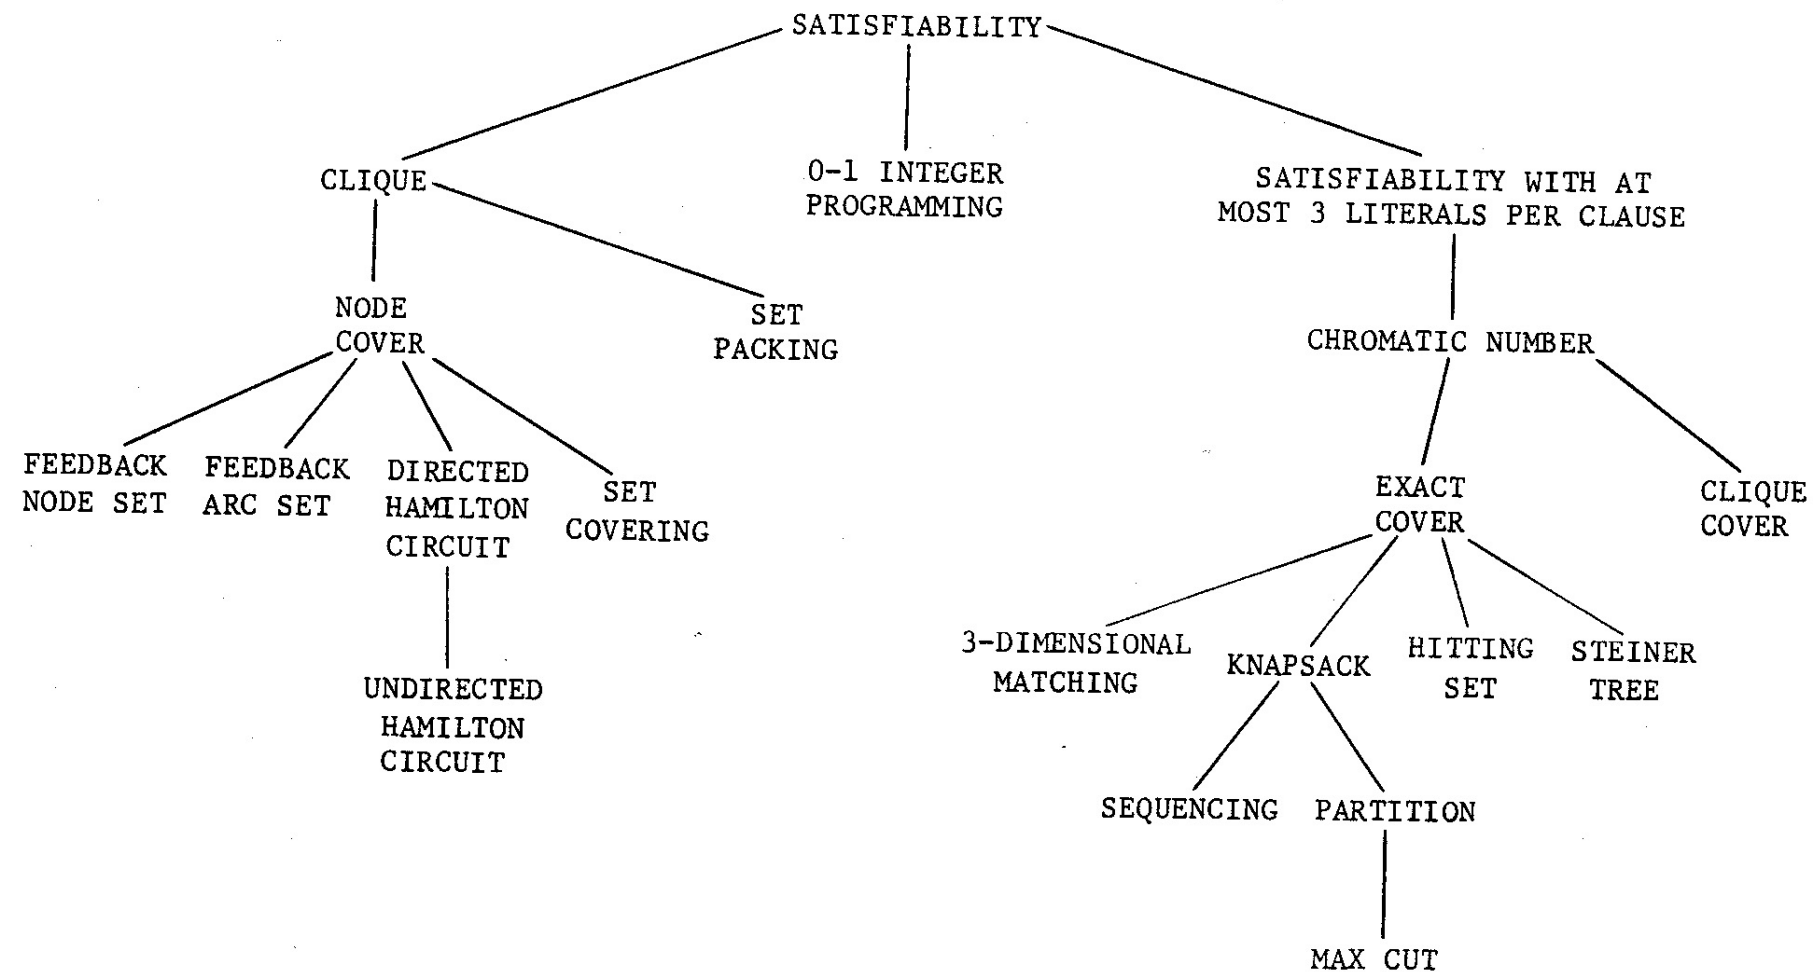 SATISFIABILITY
CLIQUE
0-1 INTEGER
PROGRAMMING
SATISFIABILITY WITH AT
MOST 3 LITERALS PER CLAUSE
NODE
COVER
SET
PACKING
CHROMATIC NUMBER
FEEDBACK
NODE SET
FEEDBACK
ARC SET
DIRECTED
HAMILTON
CIRCUIT
SET
COVERING
EXACT
COVER
CLIQUE
COVER
UNDIRECTED
HAMILTON
CIRCUIT
3-DIMENSIONAL
MATCHING
KNAPSACK
HITTING
SET
STEINER
TREE
SEQUENCING
PARTITION
MAX CUT